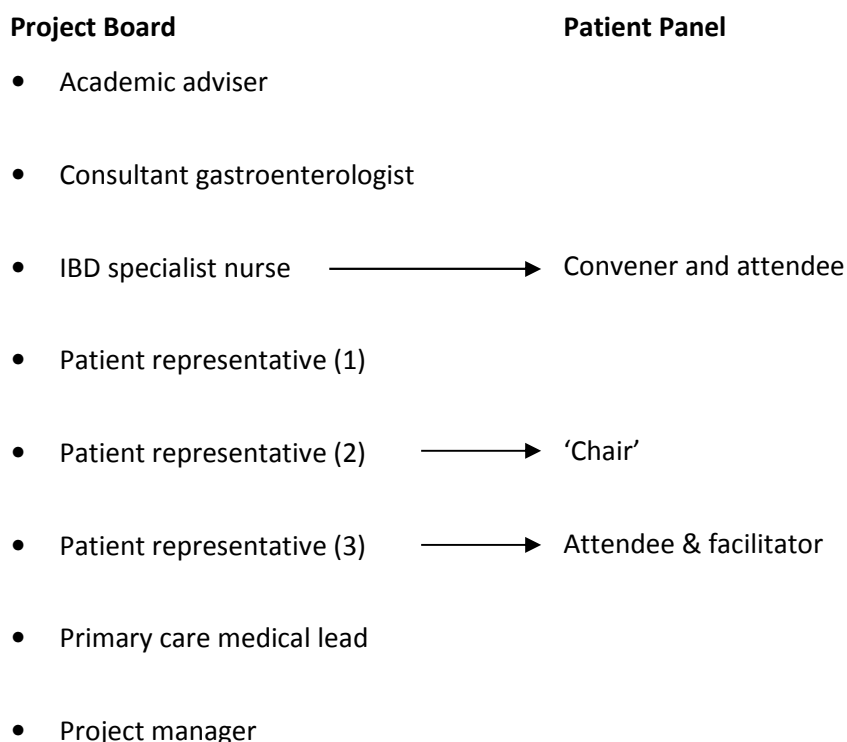 Project Board Patient Panel
• Academic adviser
• Consultant gastroenterologist
• IBD specialist nurse Convener and attendee
• Patient representative (1)
• Patient representative (2) ‘Chair’
• Patient representative (3) Attendee & facilitator
• Primary care medical lead
• Project manager